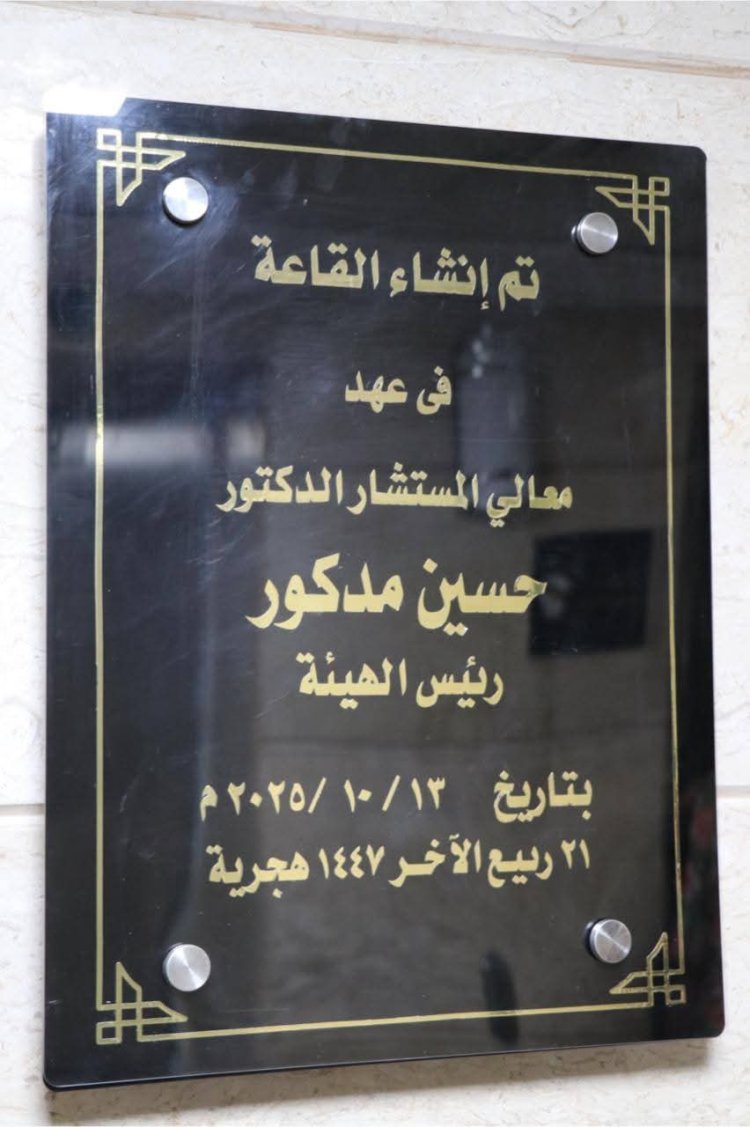 تم إنشاء القاعة
فى عهد
معالي المستشار الدكتور
حسين مدكور
رئيس الهيئة
بتاريخ ١٣ / ١٠ /٢٠٢٥ م
٢١ ربيع الآخر ١٤٤٧ هجرية